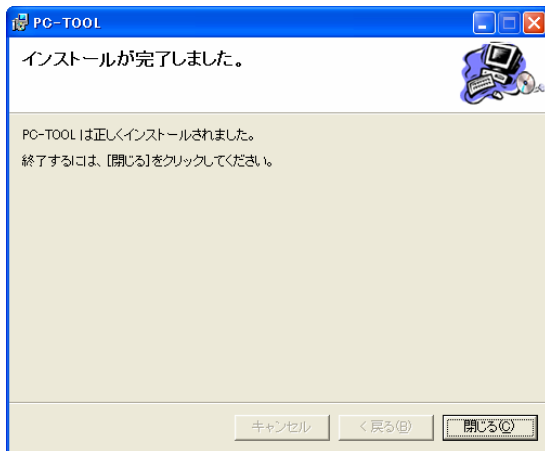 PC-TOOL
インストールが完了しました。
PC-TOOL は正しくインストールされました。
終了するには、[閉じる]をクリックしてください。
キャンセル
< 戻る(B)
閉じる(C)